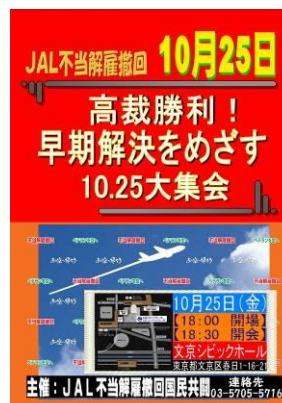 JAL不当解雇撤回 10月25日
高裁勝利！
早期解決をめざす
10.25大集会
10月25日(金)
【18:00 開場】
【18:30 開会】
文京シビックホール
東京都文京区春日1-16-21
主催：JAL不当解雇撤回国民共闘
連絡先
03-5705-5716